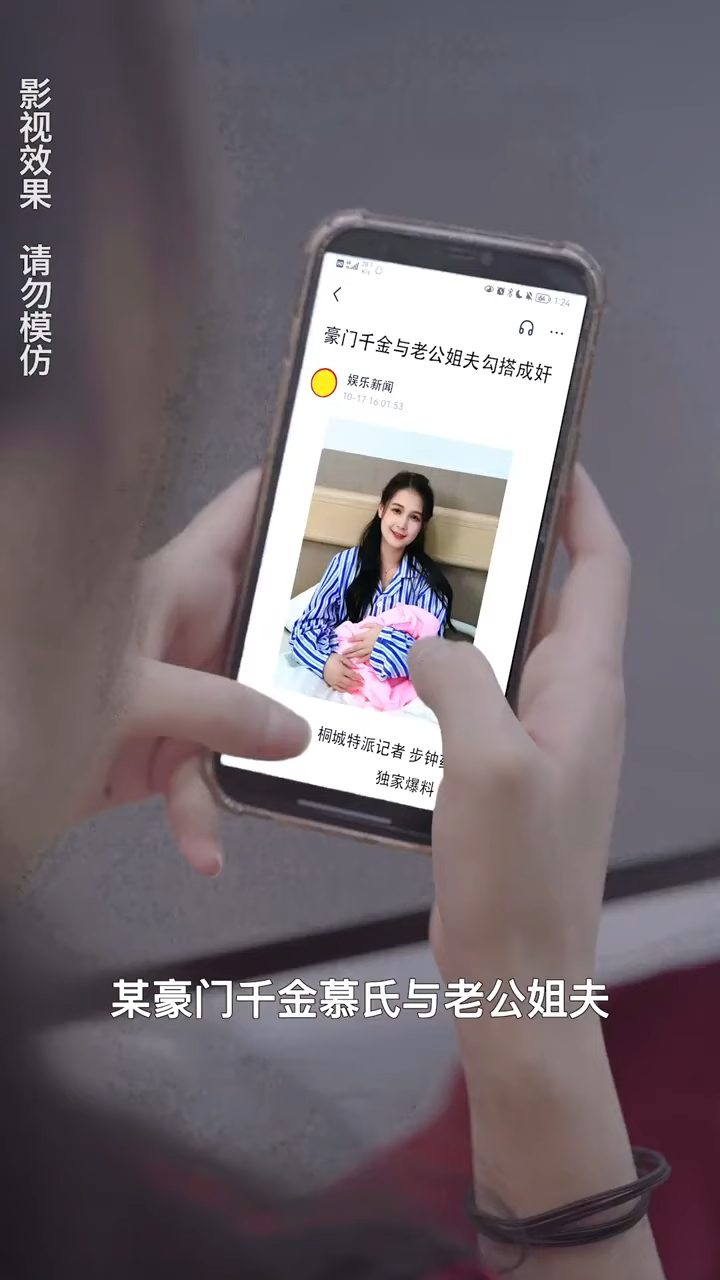 影视效果 请勿模仿
1:24
豪门千金与老公姐夫勾搭成奸
娱乐新闻
10-17 16:01:53
桐城特派记者 步钟
独家爆料
某豪门千金慕氏与老公姐夫